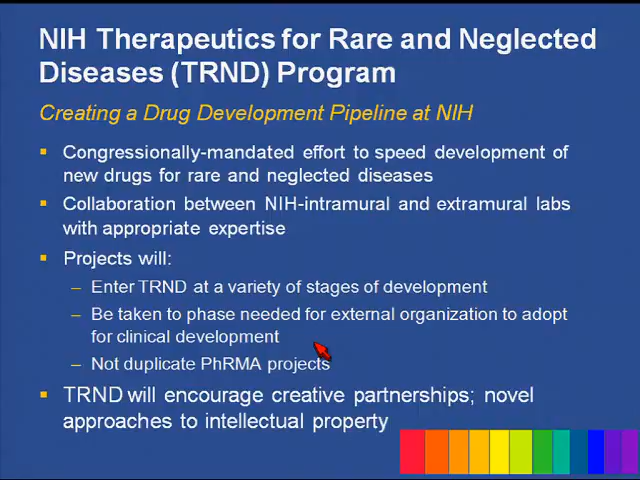 NIH Therapeutics for Rare and Neglected
Diseases (TRND) Program
Creating a Drug Development Pipeline at NIH
▪ Congressionally-mandated effort to speed development of
new drugs for rare and neglected diseases
▪ Collaboration between NIH-intramural and extramural labs
with appropriate expertise
▪ Projects will:
– Enter TRND at a variety of stages of development
– Be taken to phase needed for external organization to adopt
for clinical development
– Not duplicate PhRMA projects
▪ TRND will encourage creative partnerships; novel
approaches to intellectual property